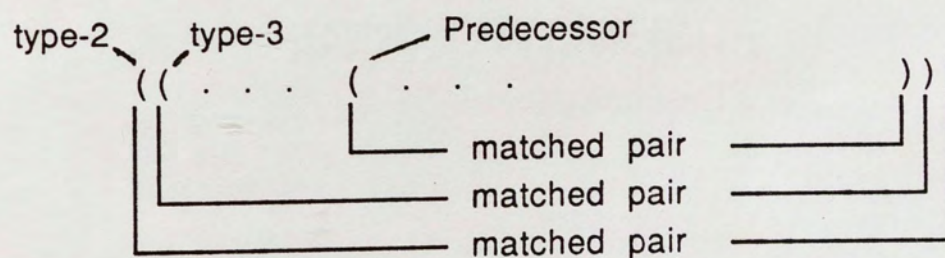 type-2 type-3 Predecessor
( ( . . . ( . . . ) )
matched pair
matched pair
matched pair